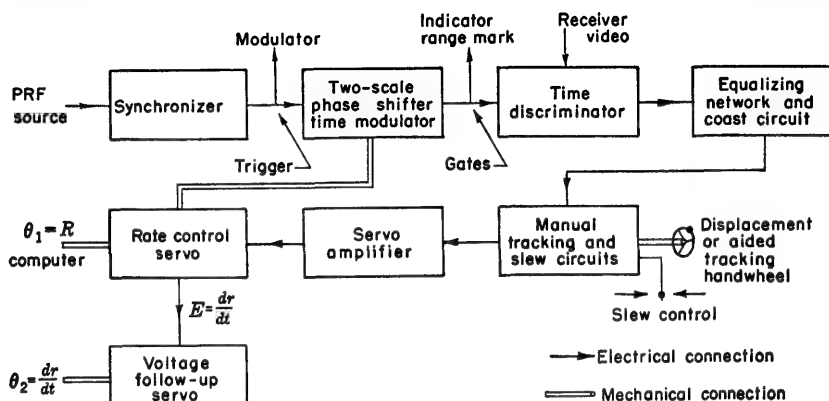 Modulator
Indicator
range mark
Receiver
video
PRF
source
Synchronizer
Two-scale
phase shifter
time modulator
Time
discriminator
Equalizing
network and
coast circuit
Trigger
Gates
θ₁=R
computer
Rate control
servo
Servo
amplifier
Manual
tracking and
slew circuits
Displacement
or aided
tracking
handwheel
E=dr/dt
Slew control
θ₂=dr/dt
Voltage
follow-up
servo
Electrical connection
Mechanical connection